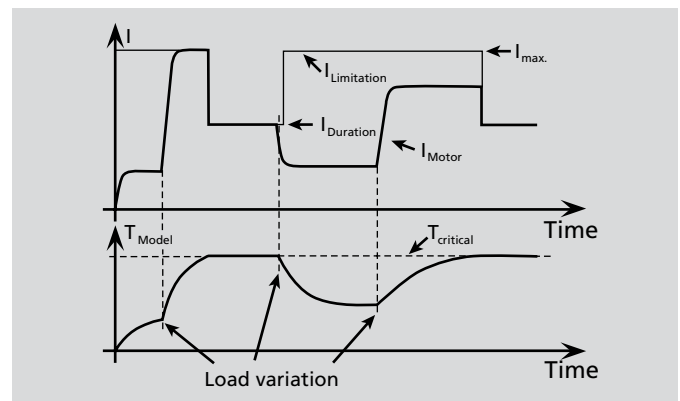 I
I max.
I Limitation
I Duration
I Motor
Time
T Model
T critical
Load variation
Time